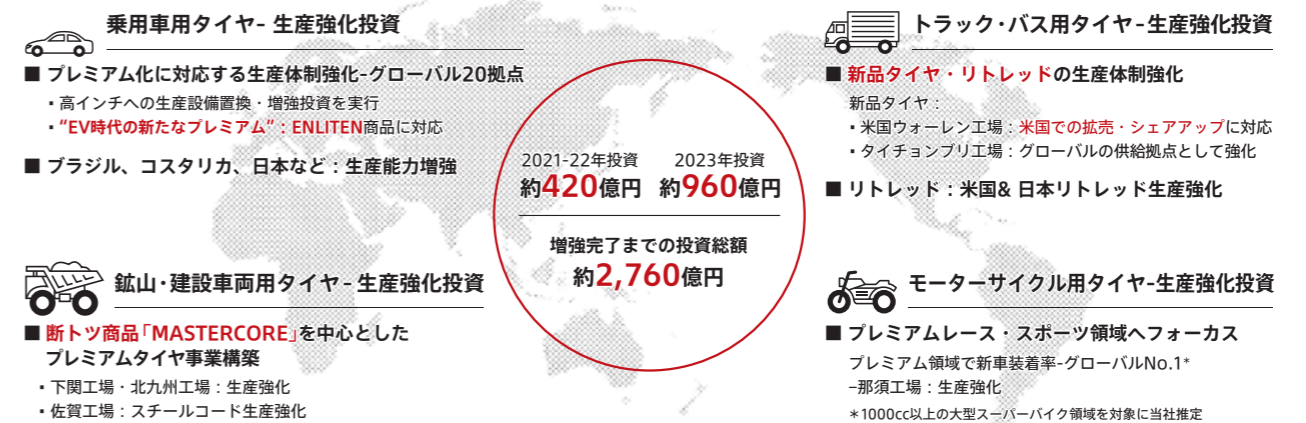 乗用車用タイヤ- 生産強化投資
■ プレミアム化に対応する生産体制強化-グローバル20拠点
▪ 高インチへの生産設備置換・増強投資を実行
▪ “EV時代の新たなプレミアム”：ENLITEN商品に対応
■ ブラジル、コスタリカ、日本など：生産能力増強
トラック・バス用タイヤ-生産強化投資
■ 新品タイヤ・リトレッドの生産体制強化
新品タイヤ：
▪ 米国ウォーレン工場：米国での拡売・シェアアップに対応
▪ タイチョンブリ工場：グローバルの供給拠点として強化
■ リトレッド：米国& 日本リトレッド生産強化
2021-22年投資 2023年投資
約420億円 約960億円
増強完了までの投資総額
約2,760億円
鉱山・建設車両用タイヤ- 生産強化投資
■ 断トツ商品「MASTERCORE」を中心とした
プレミアムタイヤ事業構築
▪ 下関工場・北九州工場：生産強化
▪ 佐賀工場：スチールコード生産強化
モーターサイクル用タイヤ-生産強化投資
■ プレミアムレース・スポーツ領域へフォーカス
プレミアム領域で新車装着率-グローバルNo.1*
−那須工場：生産強化
＊1000cc以上の大型スーパーバイク領域を対象に当社推定